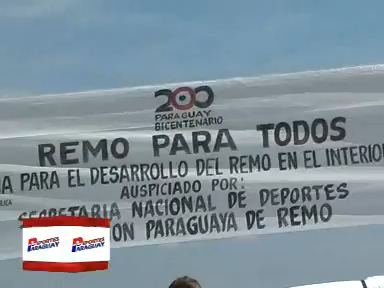 200
PARAGUAY
BICENTENARIO
REMO PARA TODOS
PARA EL DESARROLLO DEL REMO EN EL INTERIOR
AUSPICIADO POR:
SECRETARIA NACIONAL DE DEPORTES
PARAGUAYA DE REMO
DEPORTES
PARAGUAY
DEPORTES
PARAGUAY